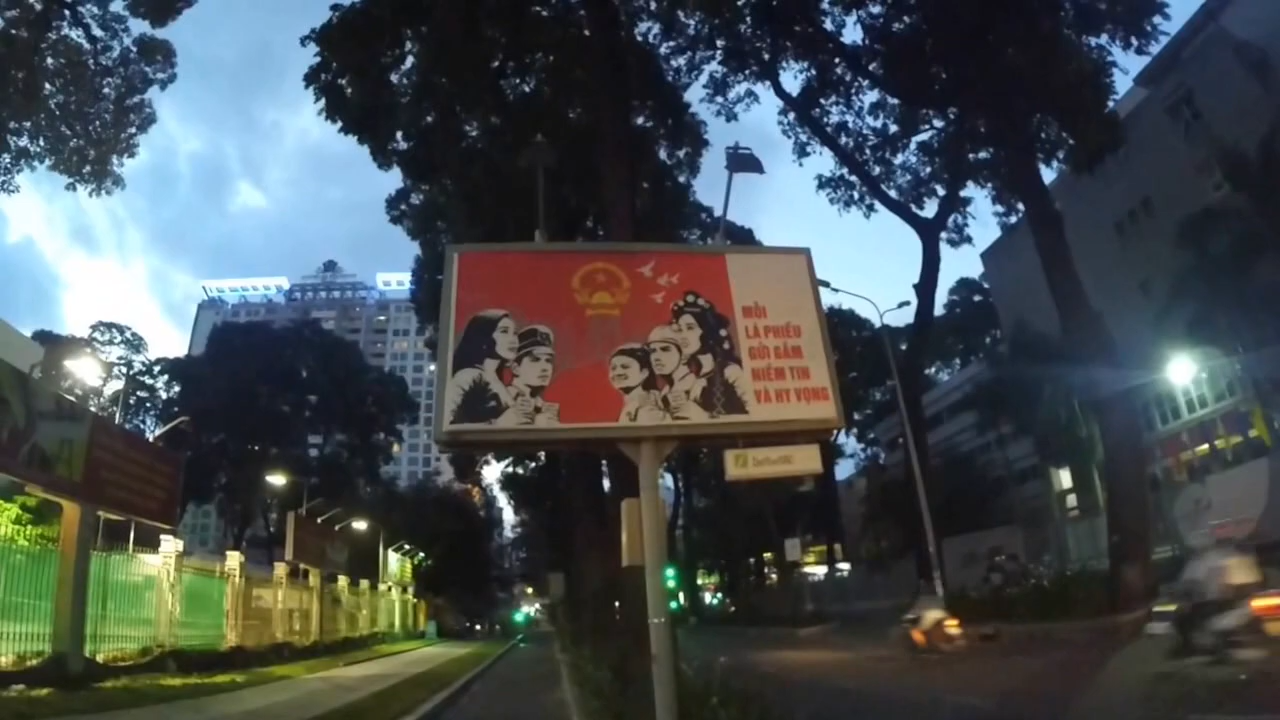 MỖI
LÁ PHIẾU
GỬI GẮM
NIỀM TIN
VÀ HY VỌNG